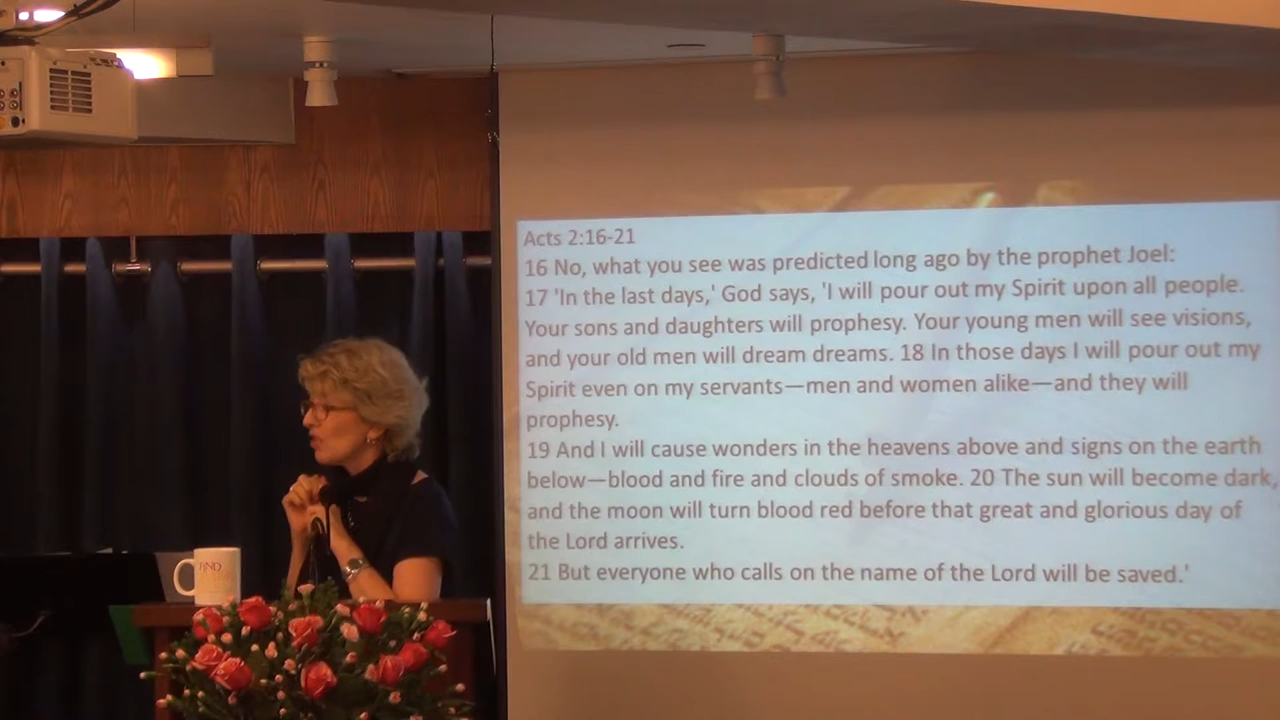 Acts 2:16-21
16 No, what you see was predicted long ago by the prophet Joel:
17 'In the last days,' God says, 'I will pour out my Spirit upon all people.
Your sons and daughters will prophesy. Your young men will see visions,
and your old men will dream dreams. 18 In those days I will pour out my
Spirit even on my servants—men and women alike—and they will
prophesy.
19 And I will cause wonders in the heavens above and signs on the earth
below—blood and fire and clouds of smoke. 20 The sun will become dark,
and the moon will turn blood red before that great and glorious day of
the Lord arrives.
21 But everyone who calls on the name of the Lord will be saved.'